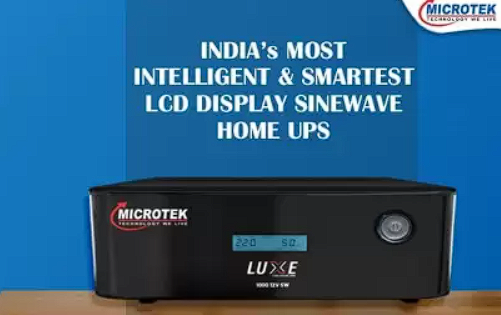 MICROTEK
TECHNOLOGY WE LIVE
INDIA's MOST
INTELLIGENT & SMARTEST
LCD DISPLAY SINEWAVE
HOME UPS
MICROTEK
TECHNOLOGY WE LIVE
220 50
LUXE
1000 12V SW